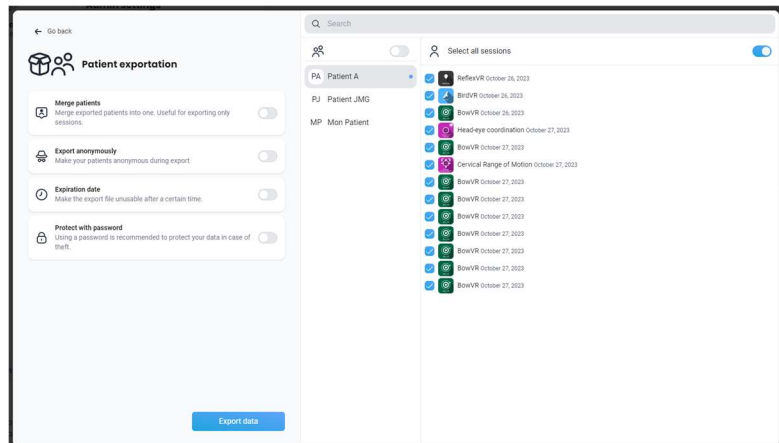 Admin settings
Go back
Patient exportation
Merge patients
Merge exported patients into one. Useful for exporting only
sessions.
Export anonymously
Make your patients anonymous during export
Expiration date
Make the export file unusable after a certain time.
Protect with password
Using a password is recommended to protect your data in case of
theft.
Export data
Search
PA Patient A
PJ Patient JMG
MP Mon Patient
Select all sessions
ReflexVR October 26, 2023
BirdVR October 26, 2023
BowVR October 26, 2023
Head-eye coordination October 27, 2023
BowVR October 27, 2023
Cervical Range of Motion October 27, 2023
BowVR October 27, 2023
BowVR October 27, 2023
BowVR October 27, 2023
BowVR October 27, 2023
BowVR October 27, 2023
BowVR October 27, 2023
BowVR October 27, 2023